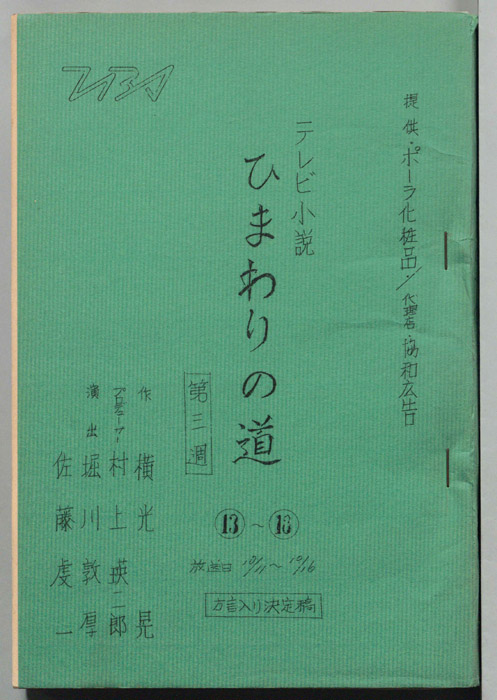 提供・ポーラ化粧品／代理店・協和広告
テレビ小説
ひまわりの道
第三週
⑬〜⑱
放送日 10/11〜10/16
方言入り決定稿
作 横光 晃
プロデューサー 村上 瑛二郎
演出 堀川 敦厚
佐藤 虔一